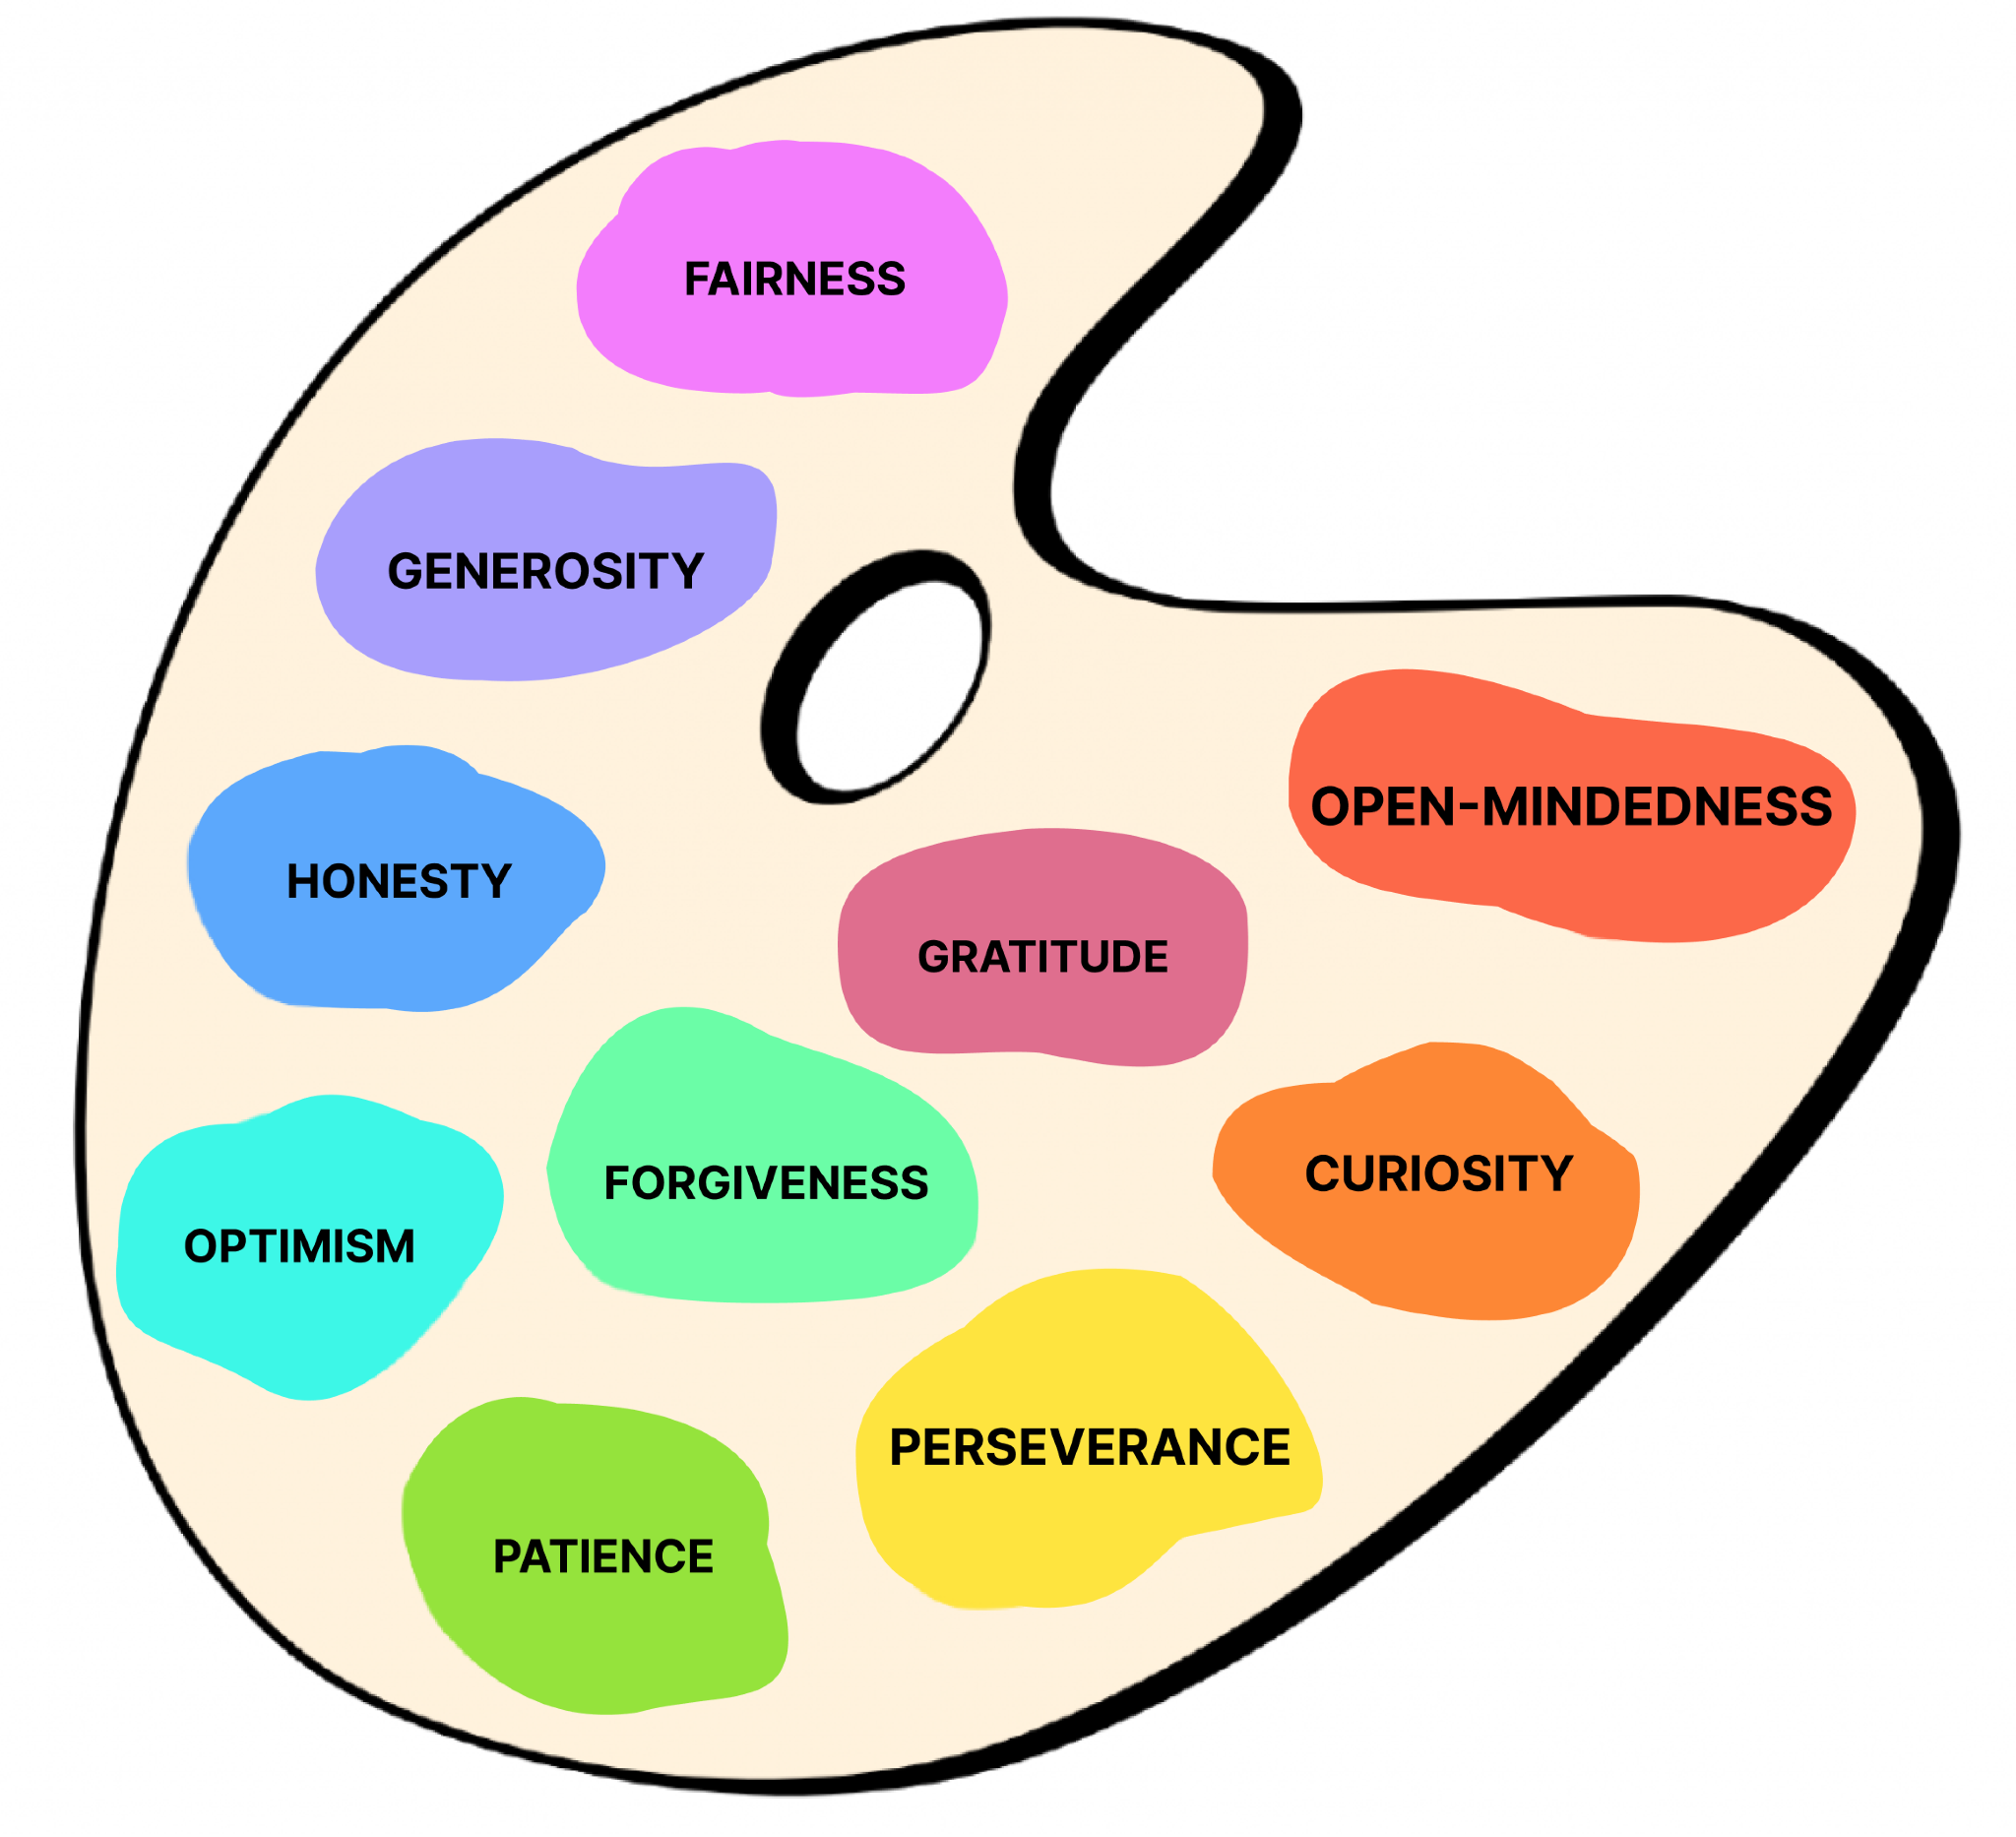 FAIRNESS
GENEROSITY
OPEN-MINDEDNESS
HONESTY
GRATITUDE
CURIOSITY
FORGIVENESS
OPTIMISM
PERSEVERANCE
PATIENCE